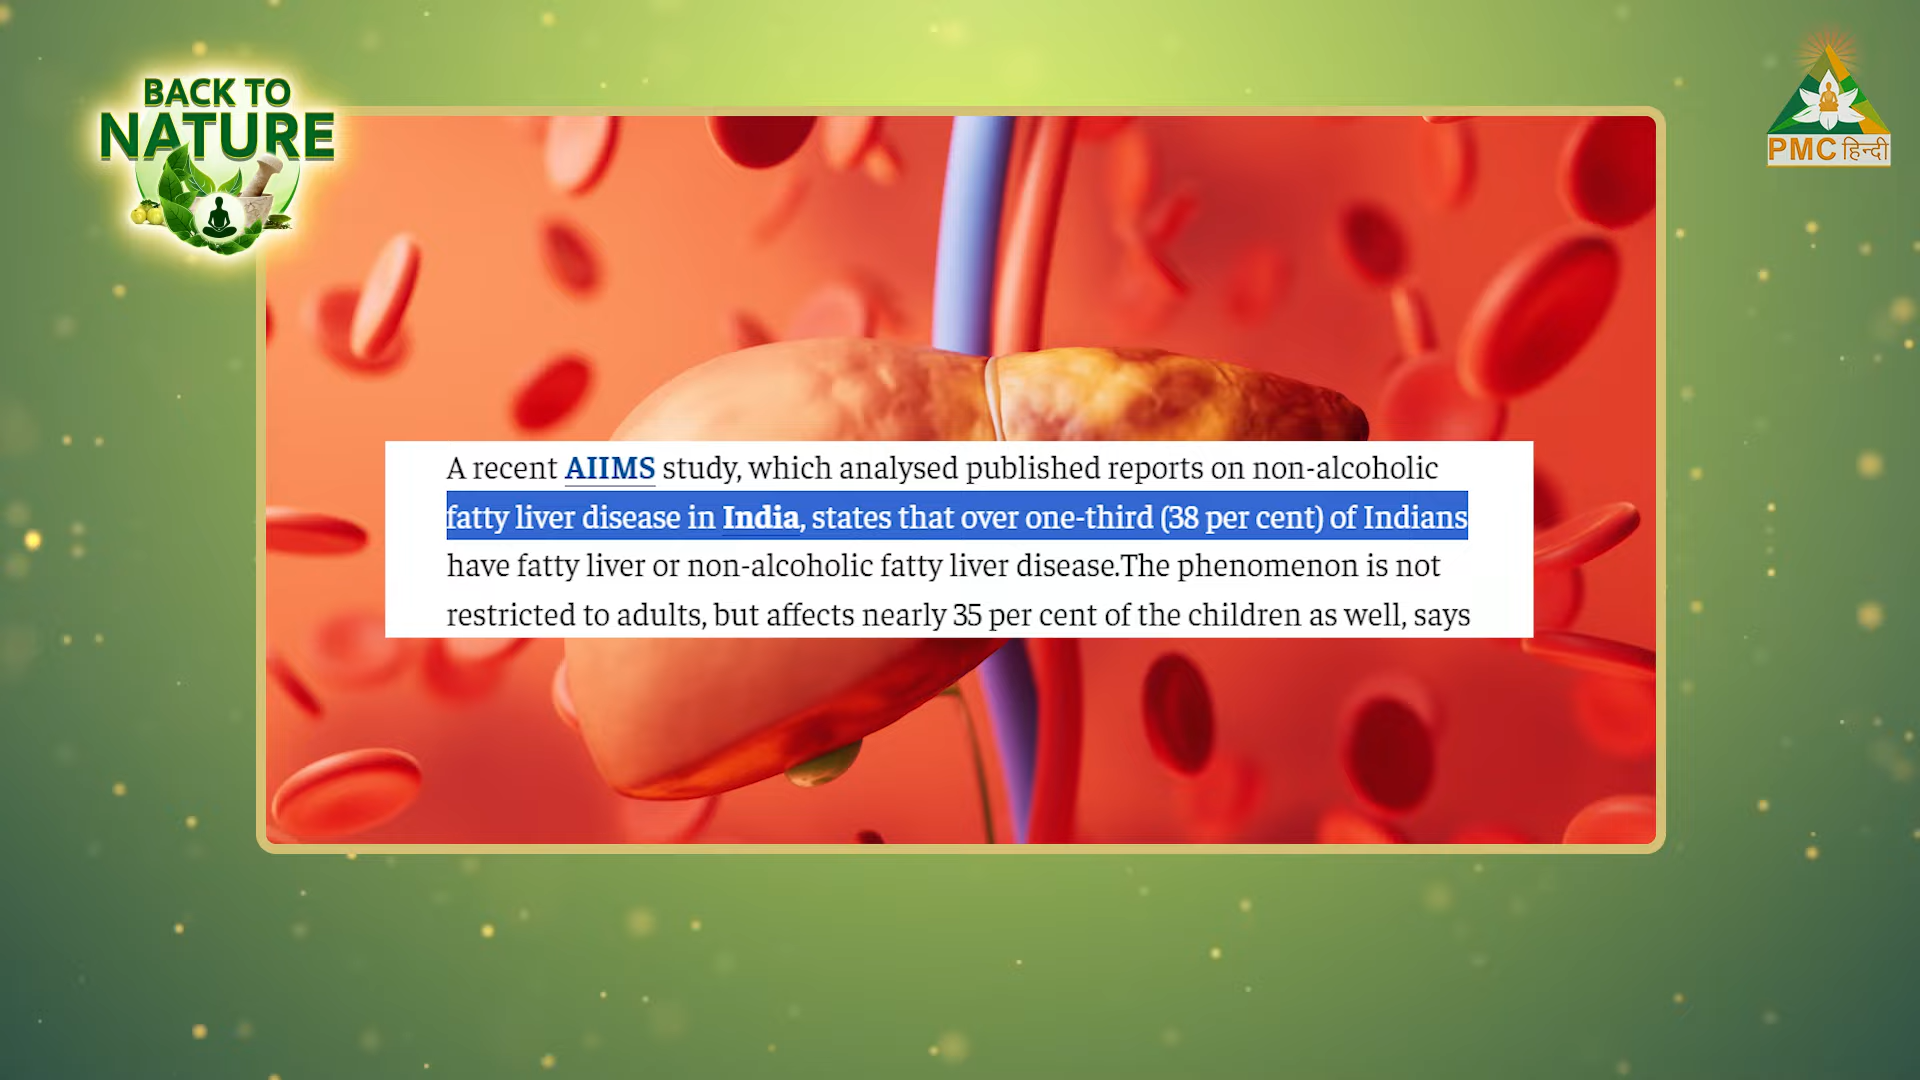 BACK TO
NATURE
PMC हिन्दी
A recent AIIMS study, which analysed published reports on non-alcoholic
fatty liver disease in India, states that over one-third (38 per cent) of Indians
have fatty liver or non-alcoholic fatty liver disease.The phenomenon is not
restricted to adults, but affects nearly 35 per cent of the children as well, says